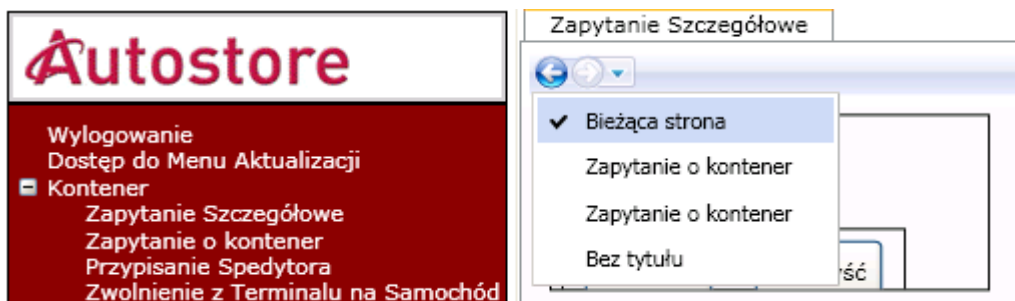 Autostore
Wylogowanie
Dostęp do Menu Aktualizacji
Kontener
Zapytanie Szczegółowe
Zapytanie o kontener
Przypisanie Spedytora
Zwolnienie z Terminalu na Samochód
Zapytanie Szczegółowe
Bieżąca strona
Zapytanie o kontener
Zapytanie o kontener
Bez tytułu